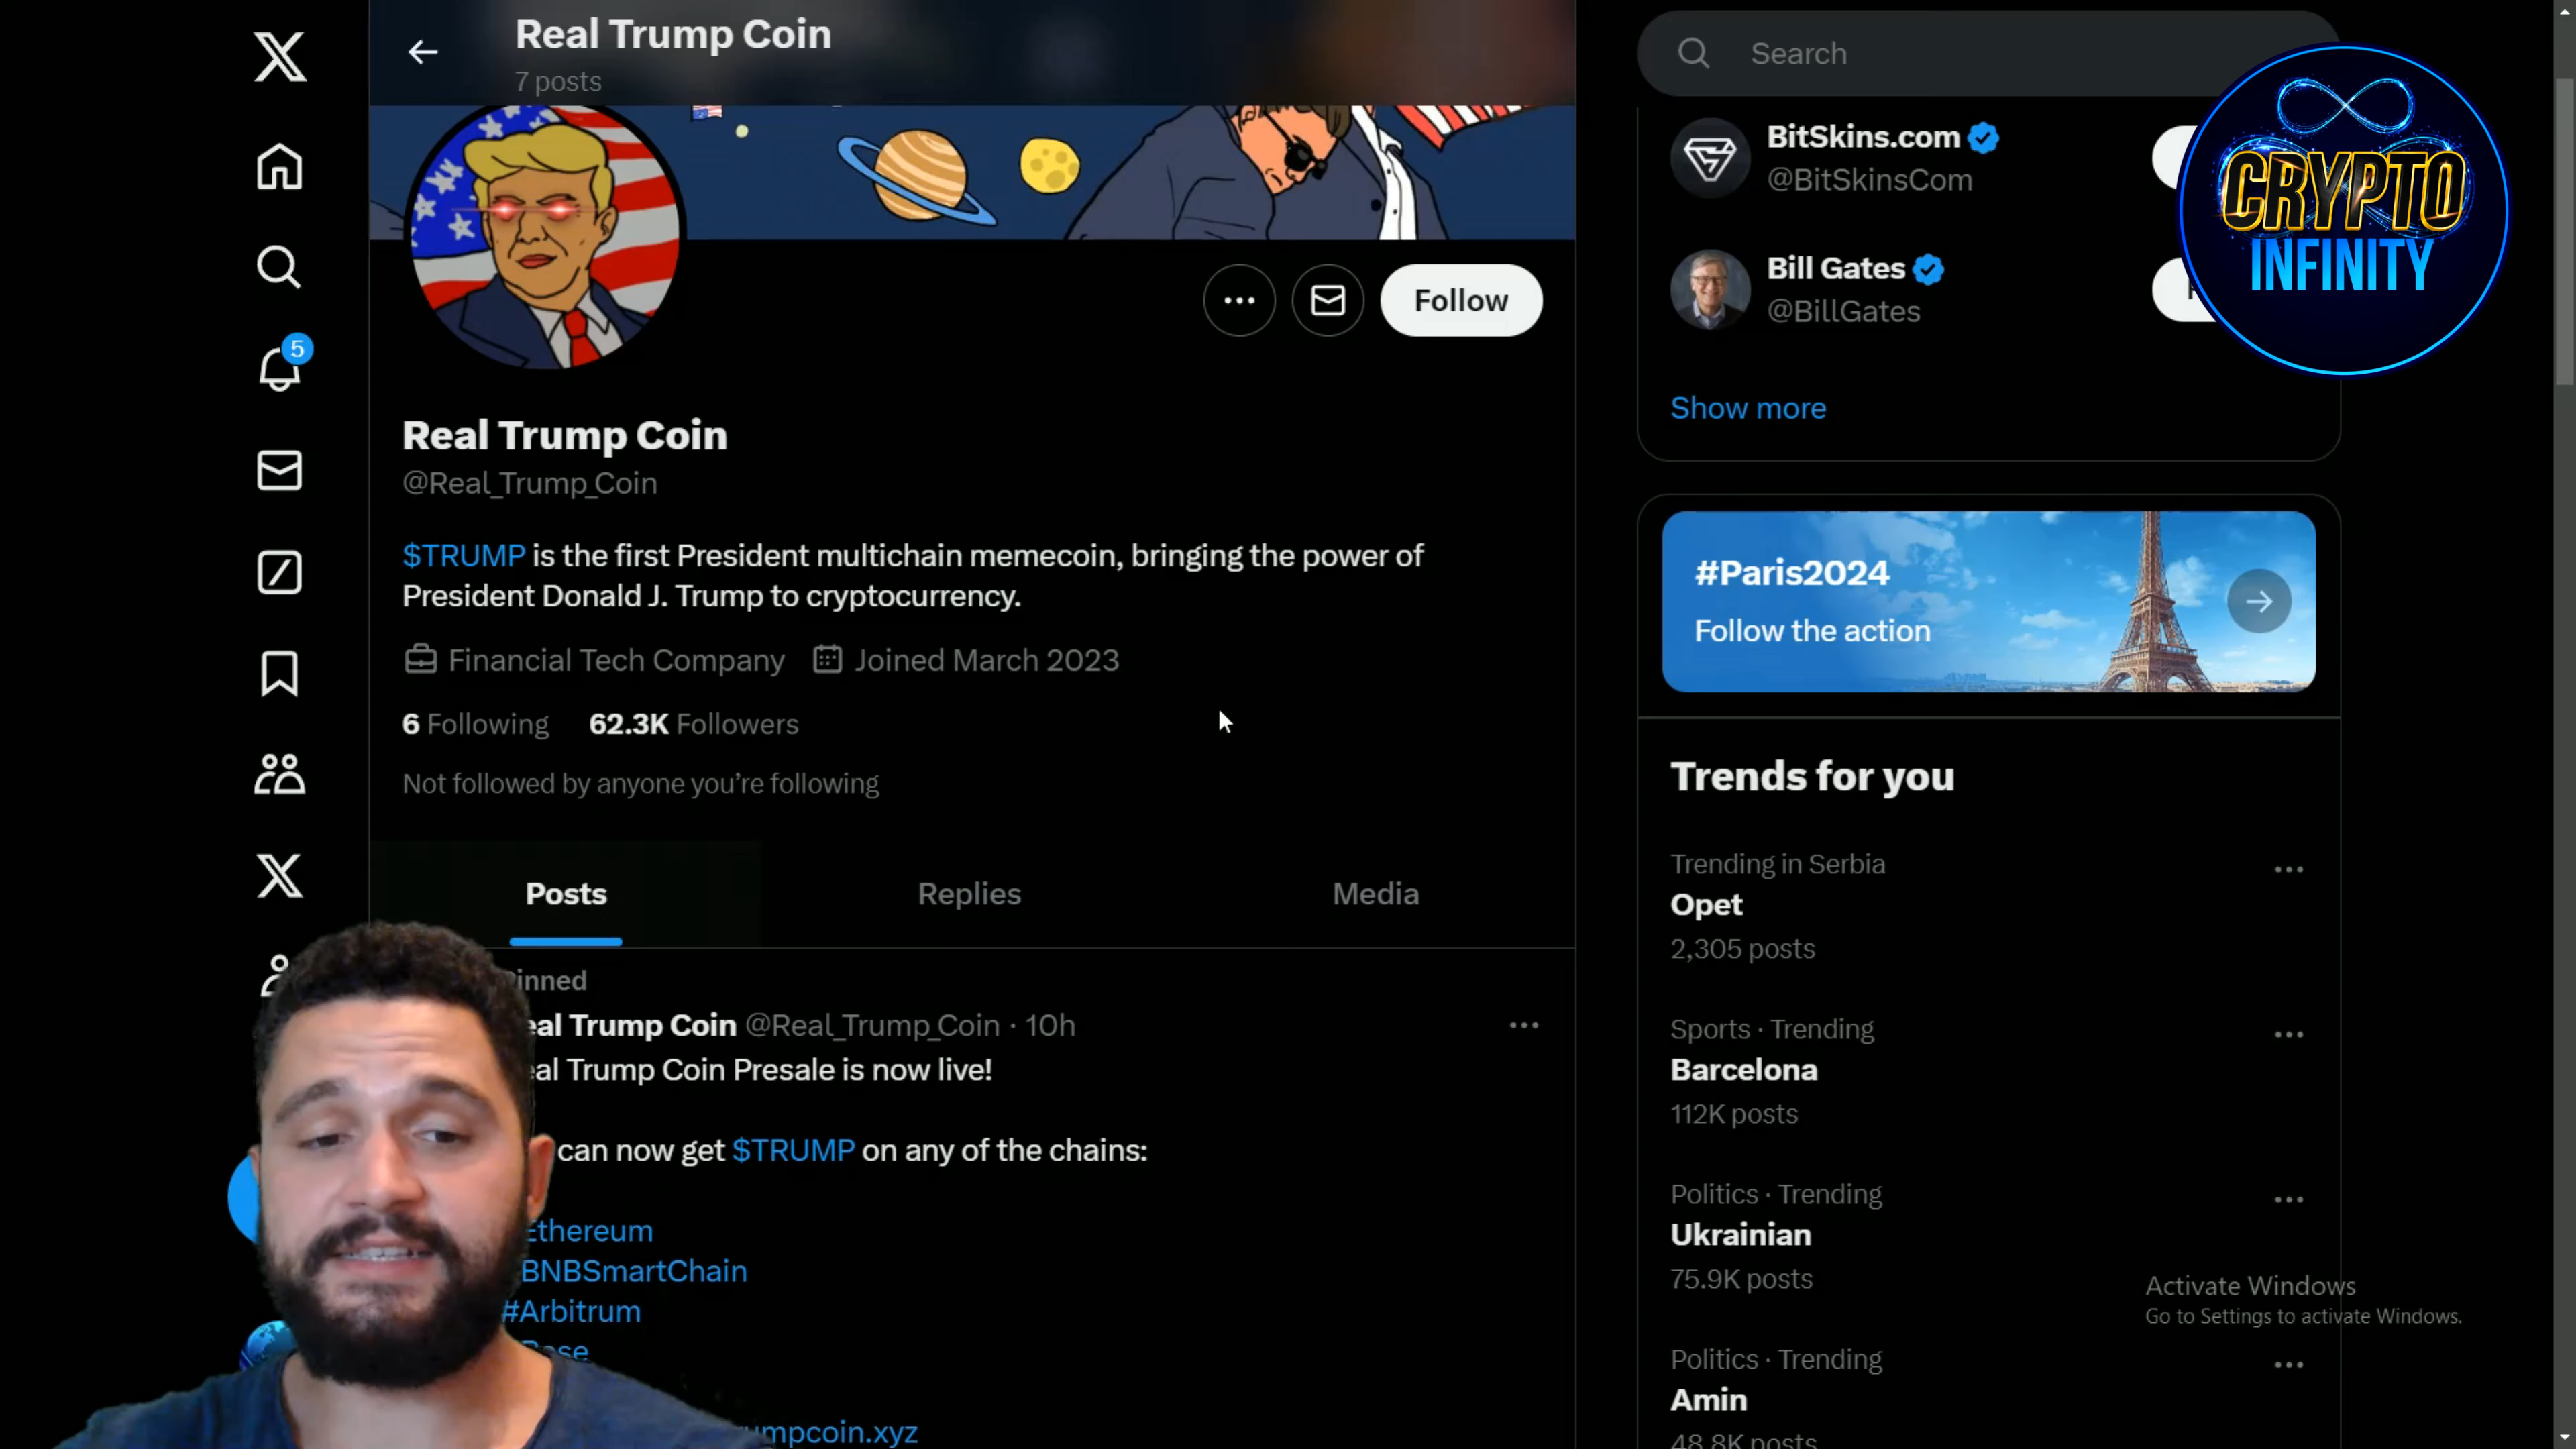 Real Trump Coin
7 posts
Follow
Real Trump Coin
@Real_Trump_Coin
$TRUMP is the first President multichain memecoin, bringing the power of
President Donald J. Trump to cryptocurrency.
Financial Tech Company
Joined March 2023
6 Following
62.3K Followers
Not followed by anyone you're following
Posts
Replies
Media
Trump Coin @Real_Trump_Coin · 10h
Trump Coin Presale is now live!
can now get $TRUMP on any of the chains:
Ethereum
BNBSmartChain
#Arbitrum
5
Search
BitSkins.com
@BitSkinsCom
Bill Gates
@BillGates
Show more
CRYPTO
INFINITY
#Paris2024
Follow the action
Trends for you
Trending in Serbia
Opet
2,305 posts
Sports · Trending
Barcelona
112K posts
Politics · Trending
Ukrainian
75.9K posts
Politics · Trending
Amin
48.8K posts
Activate Windows
Go to Settings to activate Windows.